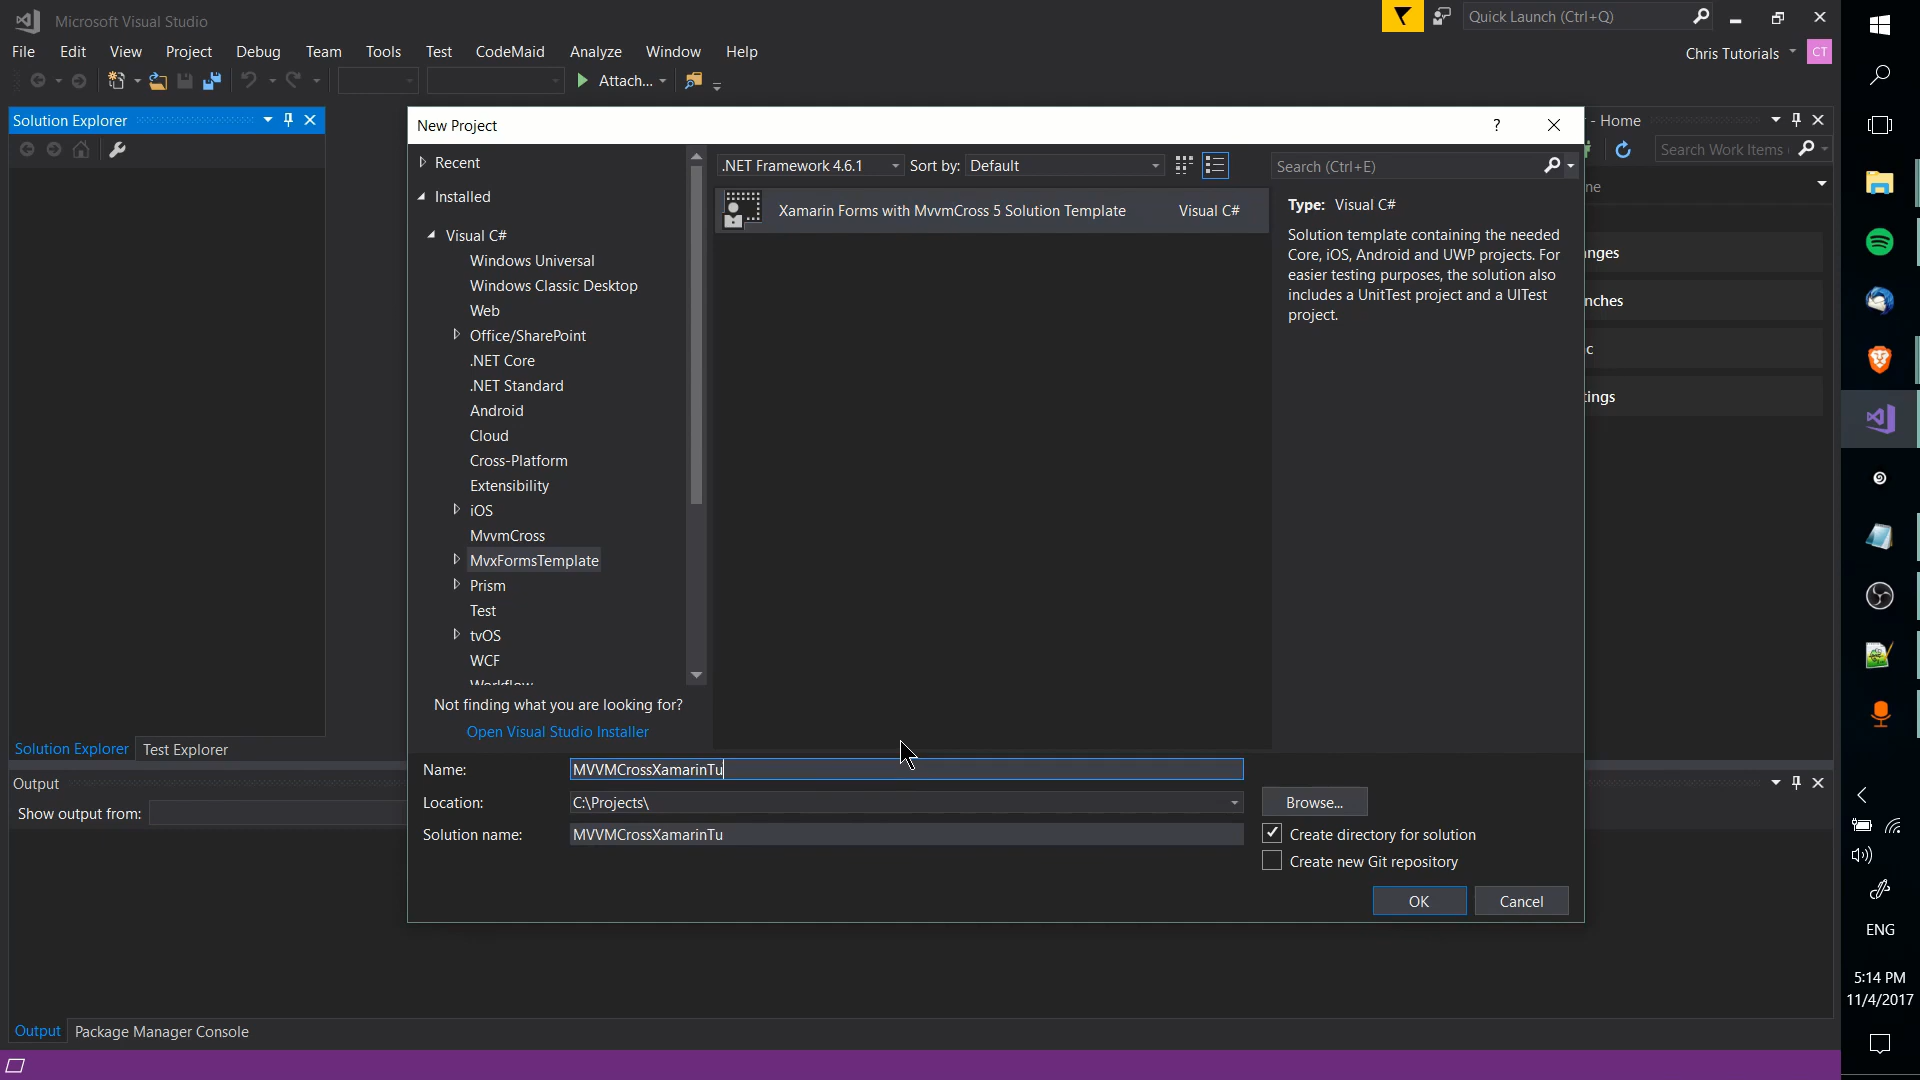 Microsoft Visual Studio
Quick Launch (Ctrl+Q)
File Edit View Project Debug Team Tools Test CodeMaid Analyze Window Help
Chris Tutorials
CT
Attach...
Solution Explorer
New Project
- Home
Search Work Items
Recent
Installed
Visual C#
Windows Universal
Windows Classic Desktop
Web
Office/SharePoint
.NET Core
.NET Standard
Android
Cloud
Cross-Platform
Extensibility
iOS
MvvmCross
MvxFormsTemplate
Prism
Test
tvOS
WCF
Workflow
Not finding what you are looking for?
Open Visual Studio Installer
.NET Framework 4.6.1 Sort by: Default
Search (Ctrl+E)
Xamarin Forms with MvvmCross 5 Solution Template Visual C#
Type: Visual C#
Solution template containing the needed
Core, iOS, Android and UWP projects. For
easier testing purposes, the solution also
includes a UnitTest project and a UITest
project.
ne
nges
nches
c
ings
Solution Explorer Test Explorer
Name: MVVMCrossXamarinTu
Location: C:\Projects\ Browse...
Solution name: MVVMCrossXamarinTu
Create directory for solution
Create new Git repository
OK Cancel
Output
Show output from:
Output Package Manager Console
ENG
5:14 PM
11/4/2017